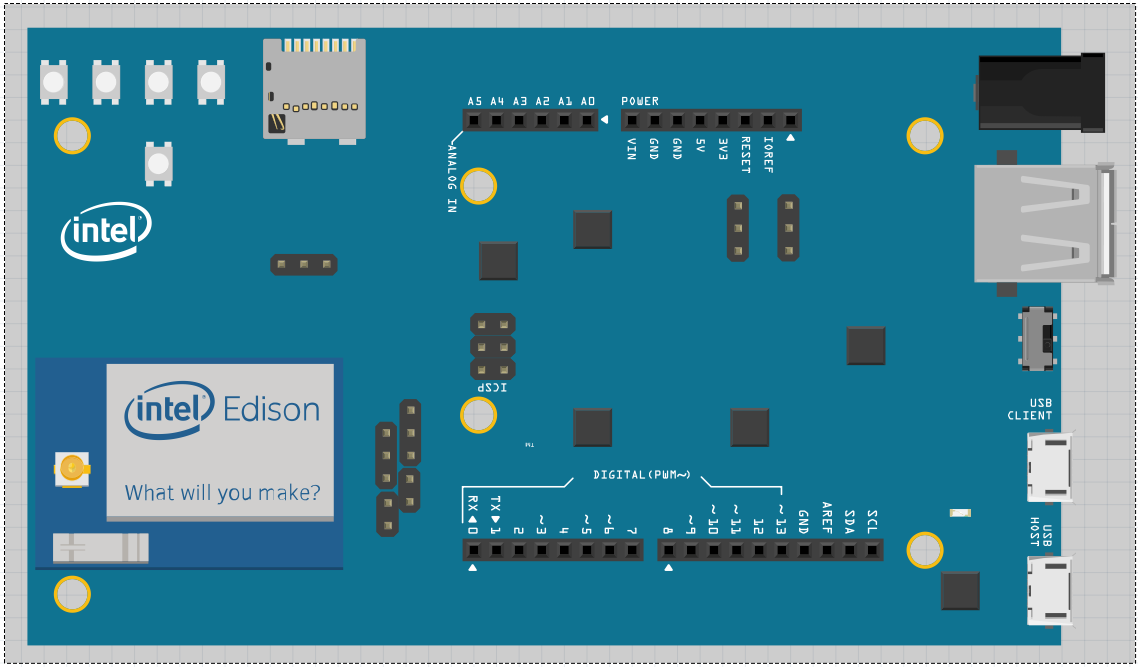 A5 A4 A3 A2 A1 A0
POWER
ANALOG IN
VIN GND GND 5V 3V3 RESET IOREF
intel
ICSP
intel Edison
What will you make?
USB
CLIENT
TM
DIGITAL(PWM~)
RX◄0 TX►1 2 ~3 4 ~5 ~6 7
8 ~9 ~10 ~11 12 ~13 GND AREF SDA SCL
USB
HOST